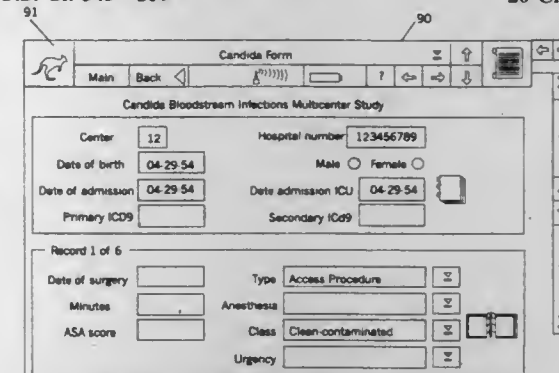 91
90
Candida Form
Main Back ?
Candida Bloodstream Infections Multicenter Study
Center 12 Hospital number 123456789
Date of birth 04-29-54 Male Female
Date of admission 04-29-54 Date admission ICU 04-29-54
Primary ICD9 Secondary ICd9
Record 1 of 6
Date of surgery Type Access Procedure
Minutes Anesthesia
ASA score Class Clean-contaminated
Urgency